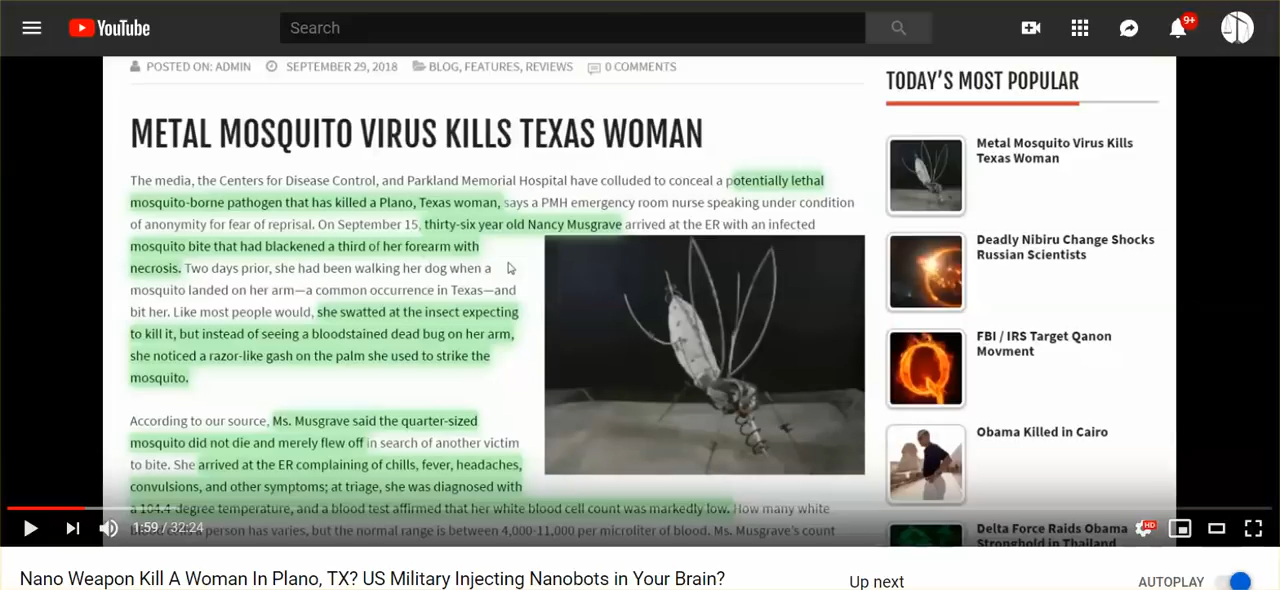 YouTube
Search
9+
POSTED ON: ADMIN SEPTEMBER 29, 2018 BLOG, FEATURES, REVIEWS 0 COMMENTS
METAL MOSQUITO VIRUS KILLS TEXAS WOMAN
The media, the Centers for Disease Control, and Parkland Memorial Hospital have colluded to conceal a potentially lethal
mosquito-borne pathogen that has killed a Plano, Texas woman, says a PMH emergency room nurse speaking under condition
of anonymity for fear of reprisal. On September 15, thirty-six year old Nancy Musgrave arrived at the ER with an infected
mosquito bite that had blackened a third of her forearm with
necrosis. Two days prior, she had been walking her dog when a
mosquito landed on her arm—a common occurrence in Texas—and
bit her. Like most people would, she swatted at the insect expecting
to kill it, but instead of seeing a bloodstained dead bug on her arm,
she noticed a razor-like gash on the palm she used to strike the
mosquito.
According to our source, Ms. Musgrave said the quarter-sized
mosquito did not die and merely flew off in search of another victim
to bite. She arrived at the ER complaining of chills, fever, headaches,
convulsions, and other symptoms; at triage, she was diagnosed with
a 104.4 degree temperature, and a blood test affirmed that her white blood cell count was markedly low. How many white
blood cells a person has varies, but the normal range is between 4,000-11,000 per microliter of blood. Ms. Musgrave's count
TODAY'S MOST POPULAR
Metal Mosquito Virus Kills
Texas Woman
Deadly Nibiru Change Shocks
Russian Scientists
FBI / IRS Target Qanon
Movment
Obama Killed in Cairo
Delta Force Raids Obama
Stronghold in Thailand
1:59 / 32:24
HD
Nano Weapon Kill A Woman In Plano, TX? US Military Injecting Nanobots in Your Brain?
Up next
AUTOPLAY